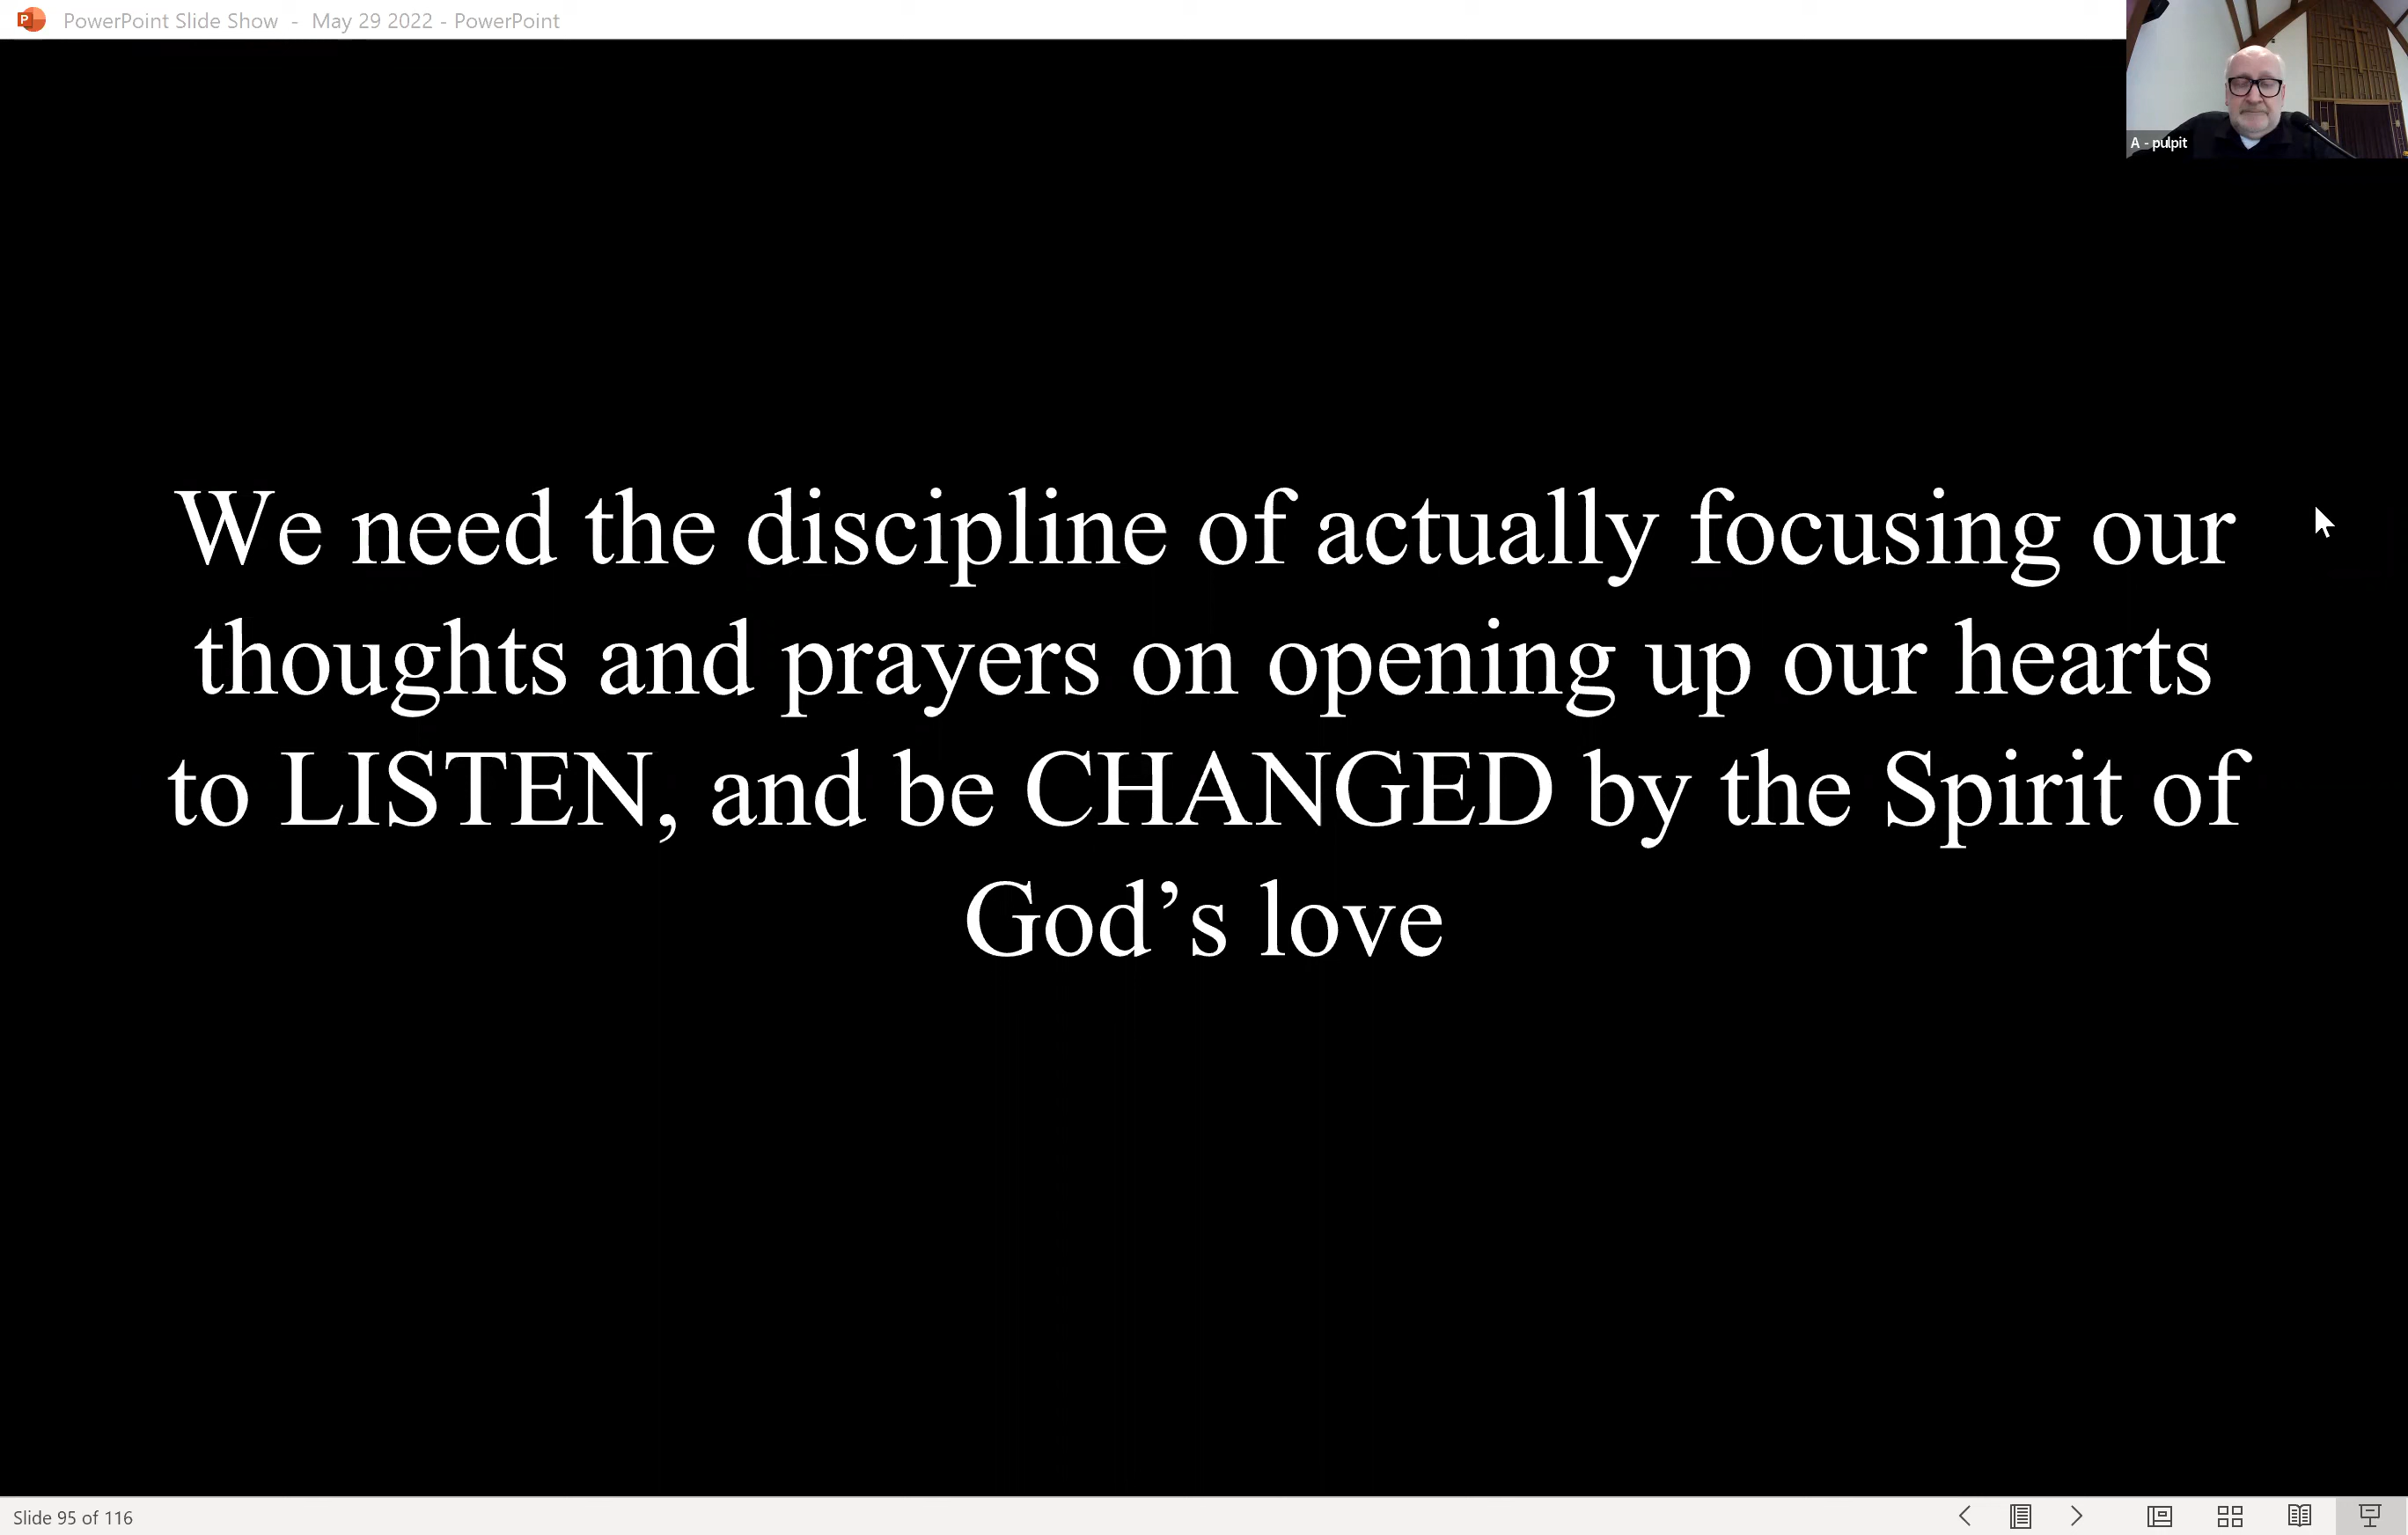 PowerPoint Slide Show - May 29 2022 - PowerPoint
A - pulpit
We need the discipline of actually focusing our
thoughts and prayers on opening up our hearts
to LISTEN, and be CHANGED by the Spirit of
God’s love
Slide 95 of 116